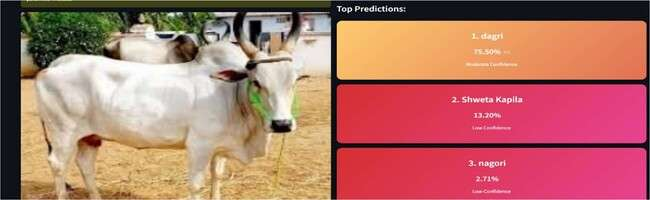 Top Predictions:
1. dagri
75.50%
Moderate Confidence
2. Shweta Kapila
13.20%
Low-Confidence
3. nagori
2.71%
Low-Confidence